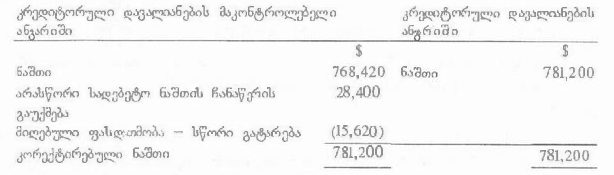 კრედიტორული დავალიანების მაკონტროლებელი კრედიტორული დავალიანების
ანგარიში ანგრიში
$ $
ნაშთი 768,420 ნაშთი 781,200
არასწორი სადებეტო ნაშთის ჩანაწერის 28,400
გაუქმება
მიღებული ფასდათმობა – სწორი გატარება (15,620)
კორექტირებული ნაშთი 781,200 781,200